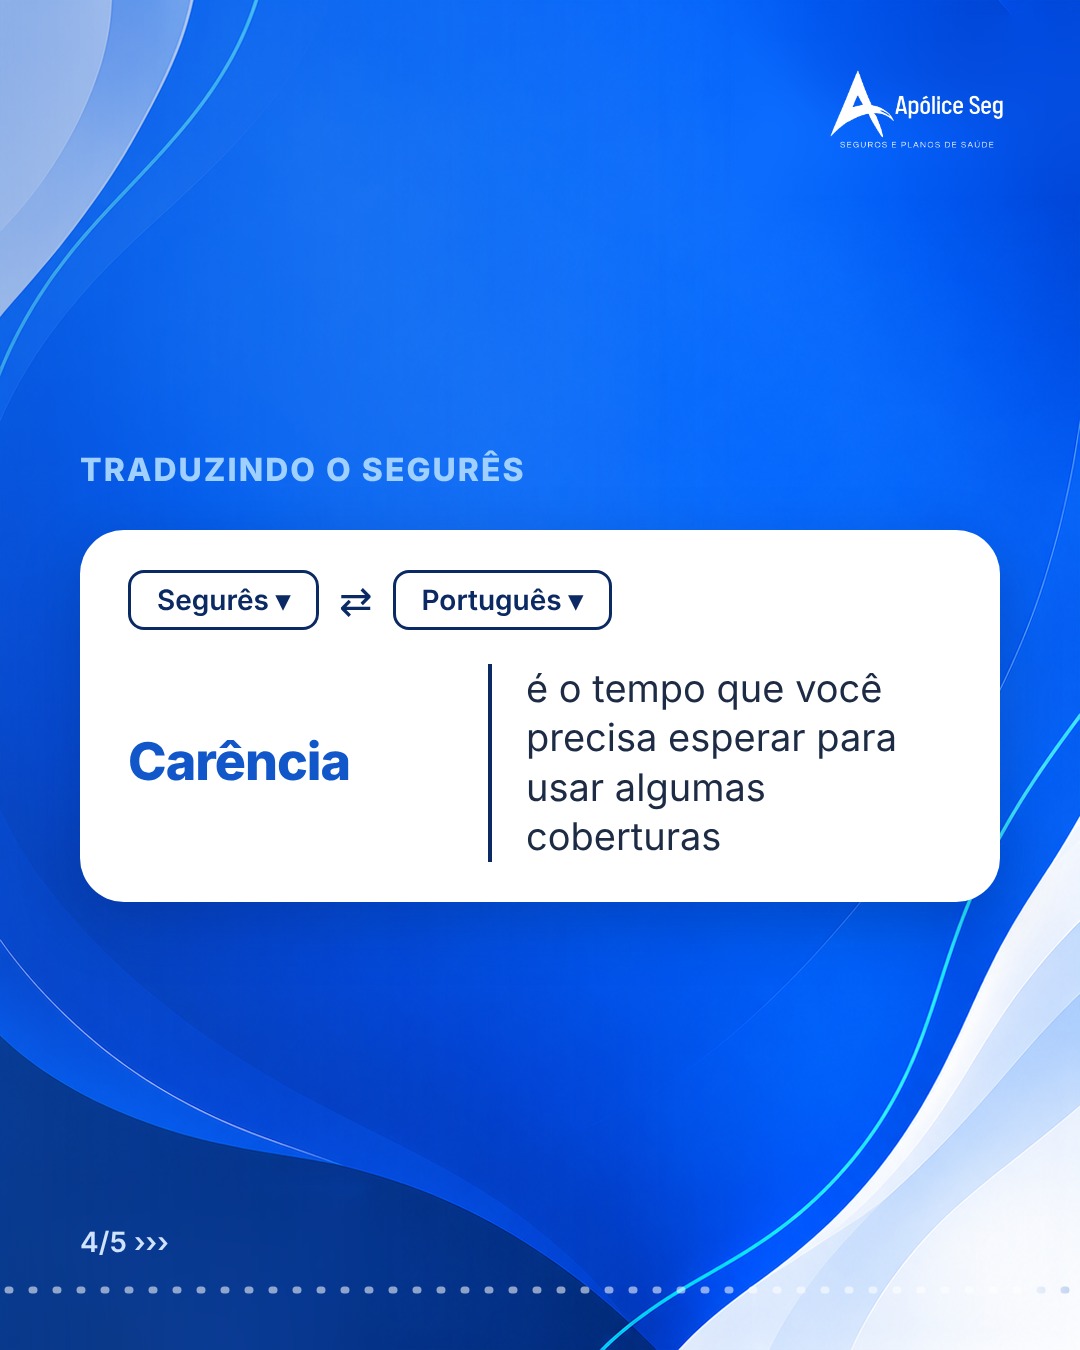 Apólice Seg
SEGUROS E PLANOS DE SAÚDE
TRADUZINDO O SEGURÊS
Segurês ▾ ⇄ Português ▾
Carência
é o tempo que você
precisa esperar para
usar algumas
coberturas
4/5 ›››